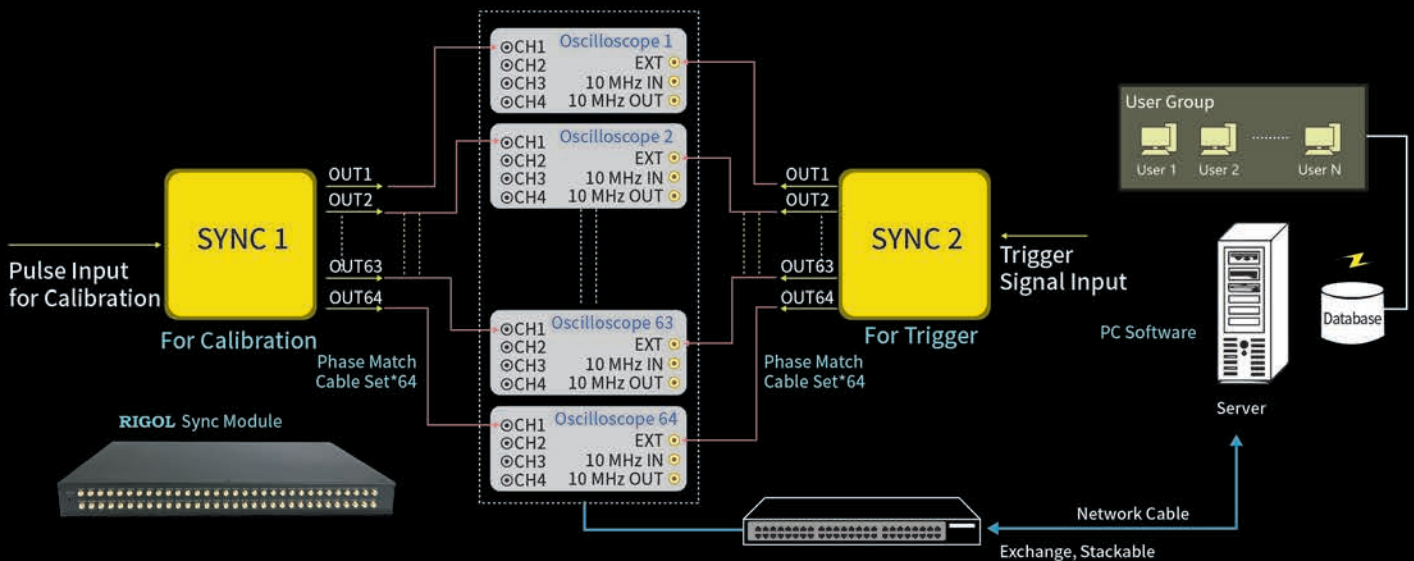 Pulse Input
for Calibration
SYNC 1
For Calibration
OUT1
OUT2
OUT63
OUT64
Phase Match
Cable Set*64
RIGOL Sync Module
Oscilloscope 1
CH1
CH2
CH3
CH4
EXT
10 MHz IN
10 MHz OUT
Oscilloscope 2
CH1
CH2
CH3
CH4
EXT
10 MHz IN
10 MHz OUT
Oscilloscope 63
CH1
CH2
CH3
CH4
EXT
10 MHz IN
10 MHz OUT
Oscilloscope 64
CH1
CH2
CH3
CH4
EXT
10 MHz IN
10 MHz OUT
OUT1
OUT2
OUT63
OUT64
Phase Match
Cable Set*64
SYNC 2
For Trigger
Trigger
Signal Input
User Group
User 1
User 2
User N
PC Software
Database
Server
Network Cable
Exchange, Stackable